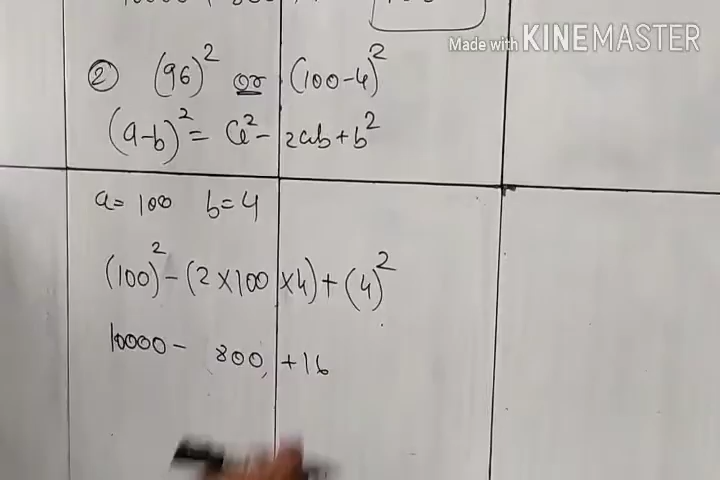 Made with KINEMASTER
② (96)² or (100-4)²
(a-b)² = a² - 2ab + b²
a = 100 b = 4
(100)² - (2 × 100 × 4) + (4)²
10000 - 800 + 16